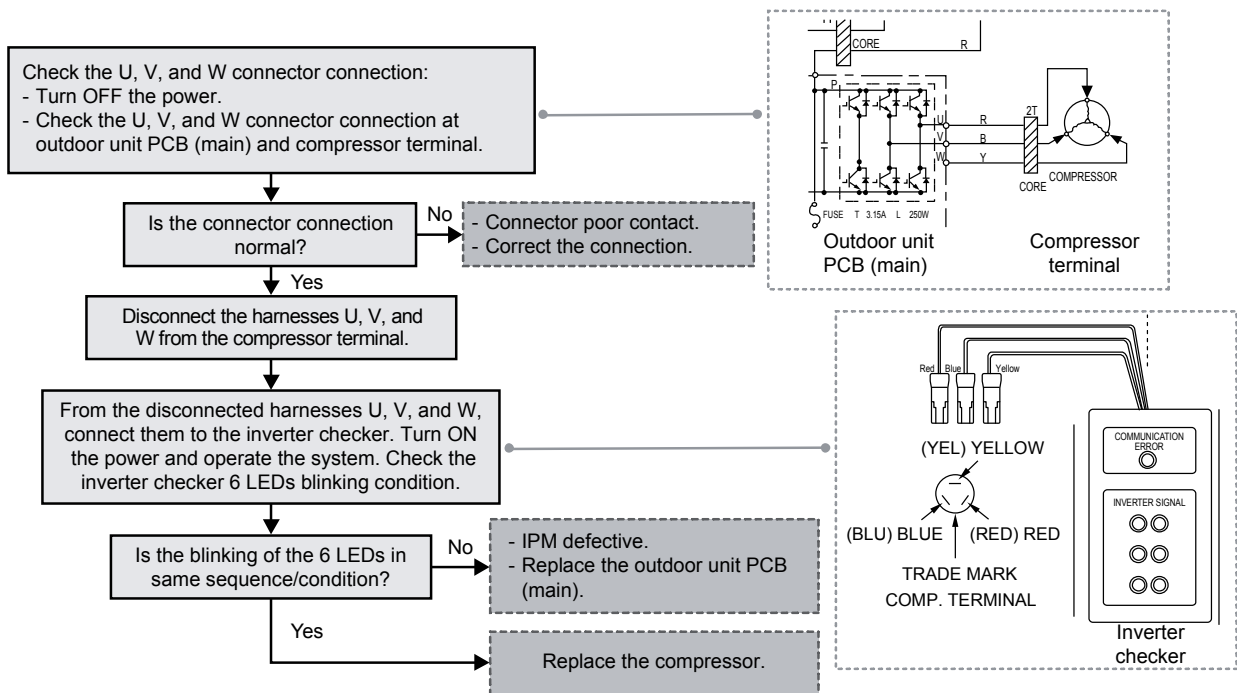 Check the U, V, and W connector connection:
- Turn OFF the power.
- Check the U, V, and W connector connection at
outdoor unit PCB (main) and compressor terminal.
Is the connector connection
normal?
No
- Connector poor contact.
- Correct the connection.
Yes
Disconnect the harnesses U, V, and
W from the compressor terminal.
From the disconnected harnesses U, V, and W,
connect them to the inverter checker. Turn ON
the power and operate the system. Check the
inverter checker 6 LEDs blinking condition.
Is the blinking of the 6 LEDs in
same sequence/condition?
No
- IPM defective.
- Replace the outdoor unit PCB
(main).
Yes
Replace the compressor.
CORE
R
P
U
R
2T
V
B
W
Y
CORE
COMPRESSOR
FUSE T 3.15A L 250W
Outdoor unit
PCB (main)
Compressor
terminal
Red Blue Yellow
(YEL) YELLOW
(BLU) BLUE
(RED) RED
TRADE MARK
COMP. TERMINAL
COMMUNICATION
ERROR
INVERTER SIGNAL
Inverter
checker